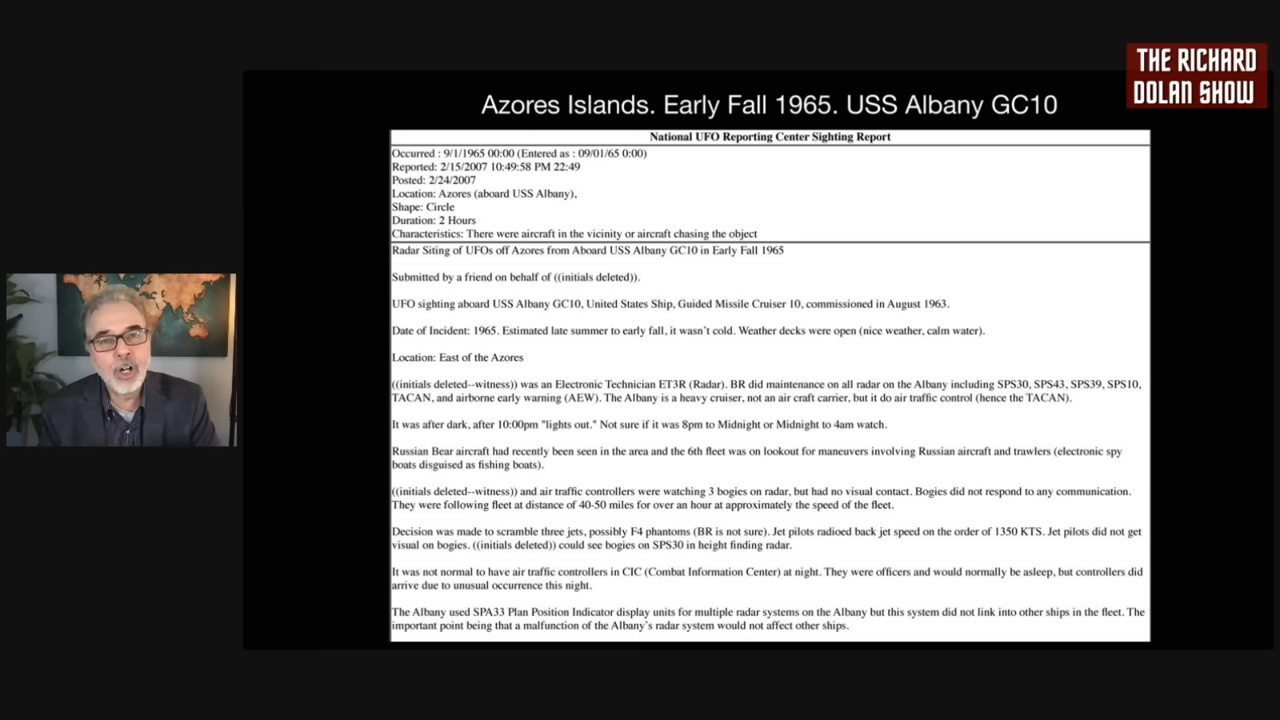 THE RICHARD
DOLAN SHOW
Azores Islands. Early Fall 1965. USS Albany GC10
National UFO Reporting Center Sighting Report
Occurred : 9/1/1965 00:00 (Entered as : 09/01/65 0:00)
Reported: 2/15/2007 10:49:58 PM 22:49
Posted: 2/24/2007
Location: Azores (aboard USS Albany),
Shape: Circle
Duration: 2 Hours
Characteristics: There were aircraft in the vicinity or aircraft chasing the object
Radar Siting of UFOs off Azores from Aboard USS Albany GC10 in Early Fall 1965
Submitted by a friend on behalf of ((initials deleted)).
UFO sighting aboard USS Albany GC10, United States Ship, Guided Missile Cruiser 10, commissioned in August 1963.
Date of Incident: 1965. Estimated late summer to early fall, it wasn`t cold. Weather decks were open (nice weather, calm water).
Location: East of the Azores
((initials deleted--witness)) was an Electronic Technician ET3R (Radar). BR did maintenance on all radar on the Albany including SPS30, SPS43, SPS39, SPS10,
TACAN, and airborne early warning (AEW). The Albany is a heavy cruiser, not an air craft carrier, but it do air traffic control (hence the TACAN).
It was after dark, after 10:00pm "lights out." Not sure if it was 8pm to Midnight or Midnight to 4am watch.
Russian Bear aircraft had recently been seen in the area and the 6th fleet was on lookout for maneuvers involving Russian aircraft and trawlers (electronic spy
boats disguised as fishing boats).
((initials deleted--witness)) and air traffic controllers were watching 3 bogies on radar, but had no visual contact. Bogies did not respond to any communication.
They were following fleet at distance of 40-50 miles for over an hour at approximately the speed of the fleet.
Decision was made to scramble three jets, possibly F4 phantoms (BR is not sure). Jet pilots radioed back jet speed on the order of 1350 KTS. Jet pilots did not get
visual on bogies. ((initials deleted)) could see bogies on SPS30 in height finding radar.
It was not normal to have air traffic controllers in CIC (Combat Information Center) at night. They were officers and would normally be asleep, but controllers did
arrive due to unusual occurrence this night.
The Albany used SPA33 Plan Position Indicator display units for multiple radar systems on the Albany but this system did not link into other ships in the fleet. The
important point being that a malfunction of the Albany`s radar system would not affect other ships.